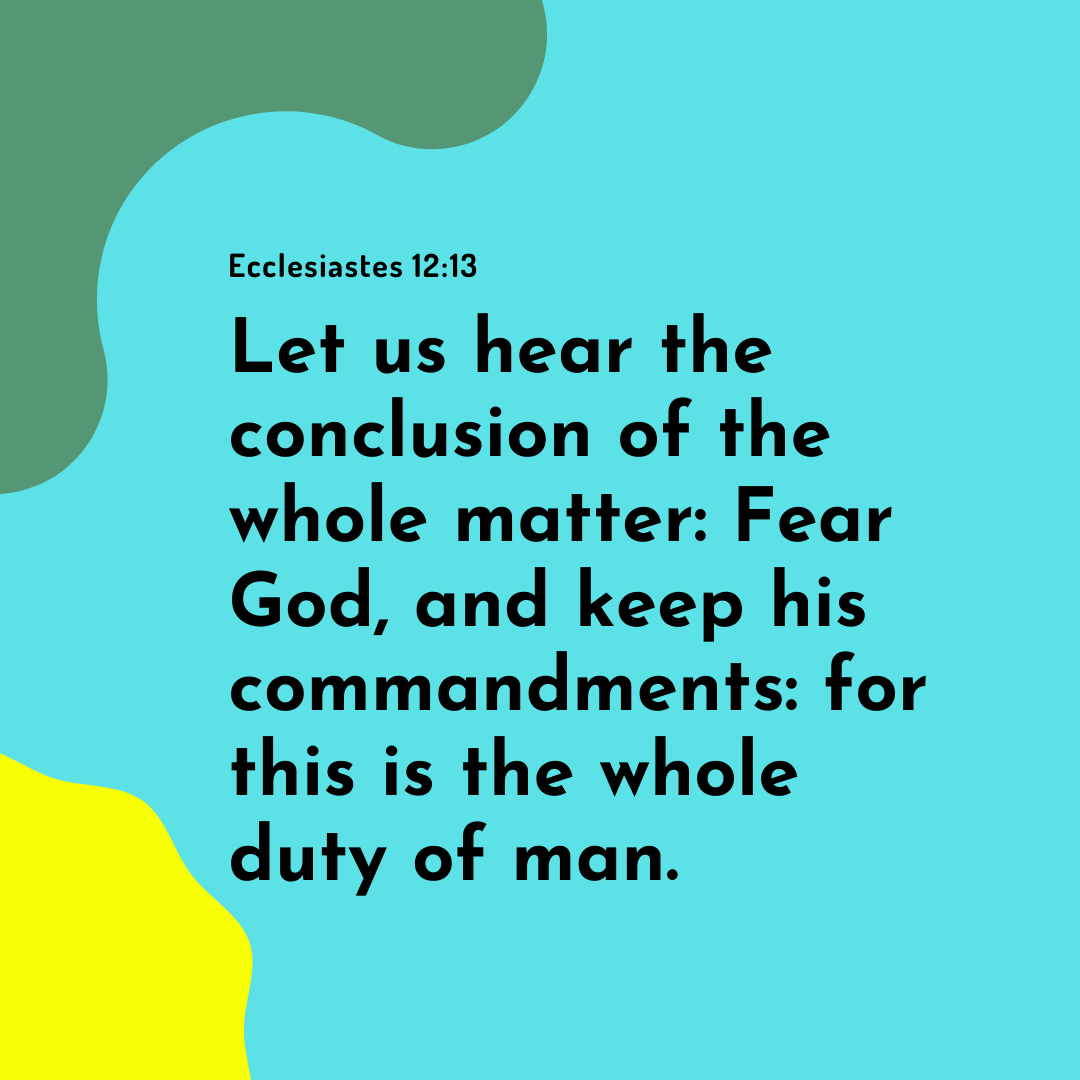 Ecclesiastes 12:13
Let us hear the
conclusion of the
whole matter: Fear
God, and keep his
commandments: for
this is the whole
duty of man.